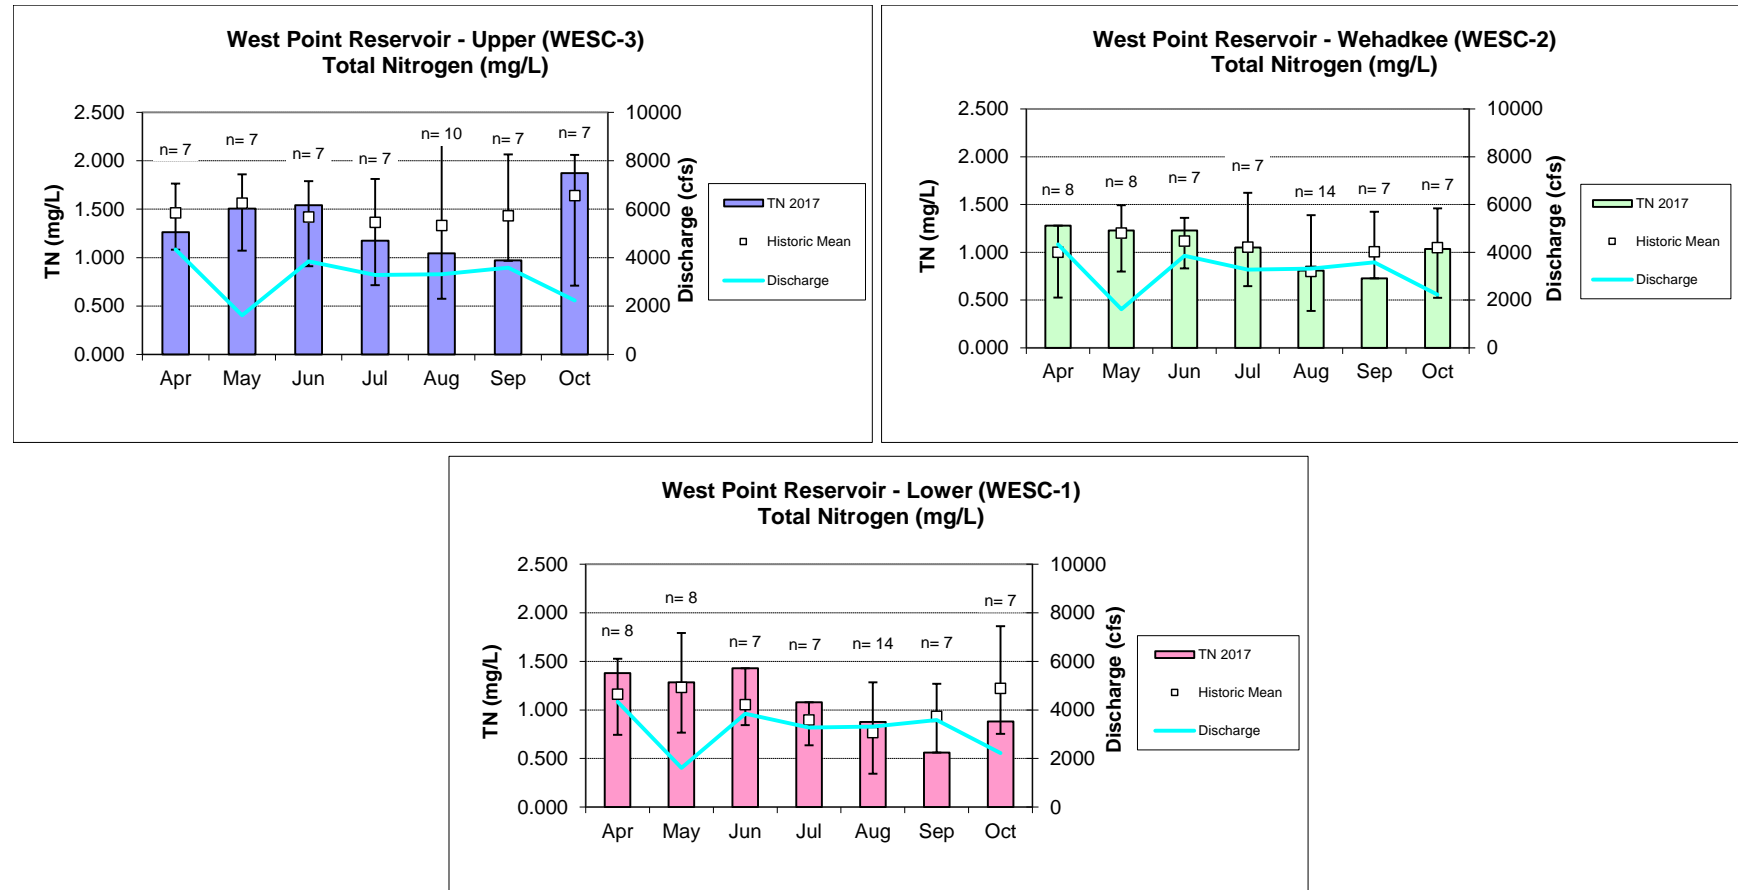 West Point Reservoir - Upper (WESC-3)
Total Nitrogen (mg/L)
2.500
2.000
1.500
1.000
0.500
0.000
TN (mg/L)
n= 7
n= 7
n= 7
n= 7
n= 10
n= 7
n= 7
10000
8000
6000
4000
2000
0
Discharge (cfs)
Apr May Jun Jul Aug Sep Oct
TN 2017
Historic Mean
Discharge
West Point Reservoir - Wehadkee (WESC-2)
Total Nitrogen (mg/L)
2.500
2.000
1.500
1.000
0.500
0.000
TN (mg/L)
n= 8
n= 8
n= 7
n= 7
n= 14
n= 7
n= 7
10000
8000
6000
4000
2000
0
Discharge (cfs)
Apr May Jun Jul Aug Sep Oct
TN 2017
Historic Mean
Discharge
West Point Reservoir - Lower (WESC-1)
Total Nitrogen (mg/L)
2.500
2.000
1.500
1.000
0.500
0.000
TN (mg/L)
n= 8
n= 8
n= 7
n= 7
n= 14
n= 7
n= 7
10000
8000
6000
4000
2000
0
Discharge (cfs)
Apr May Jun Jul Aug Sep Oct
TN 2017
Historic Mean
Discharge